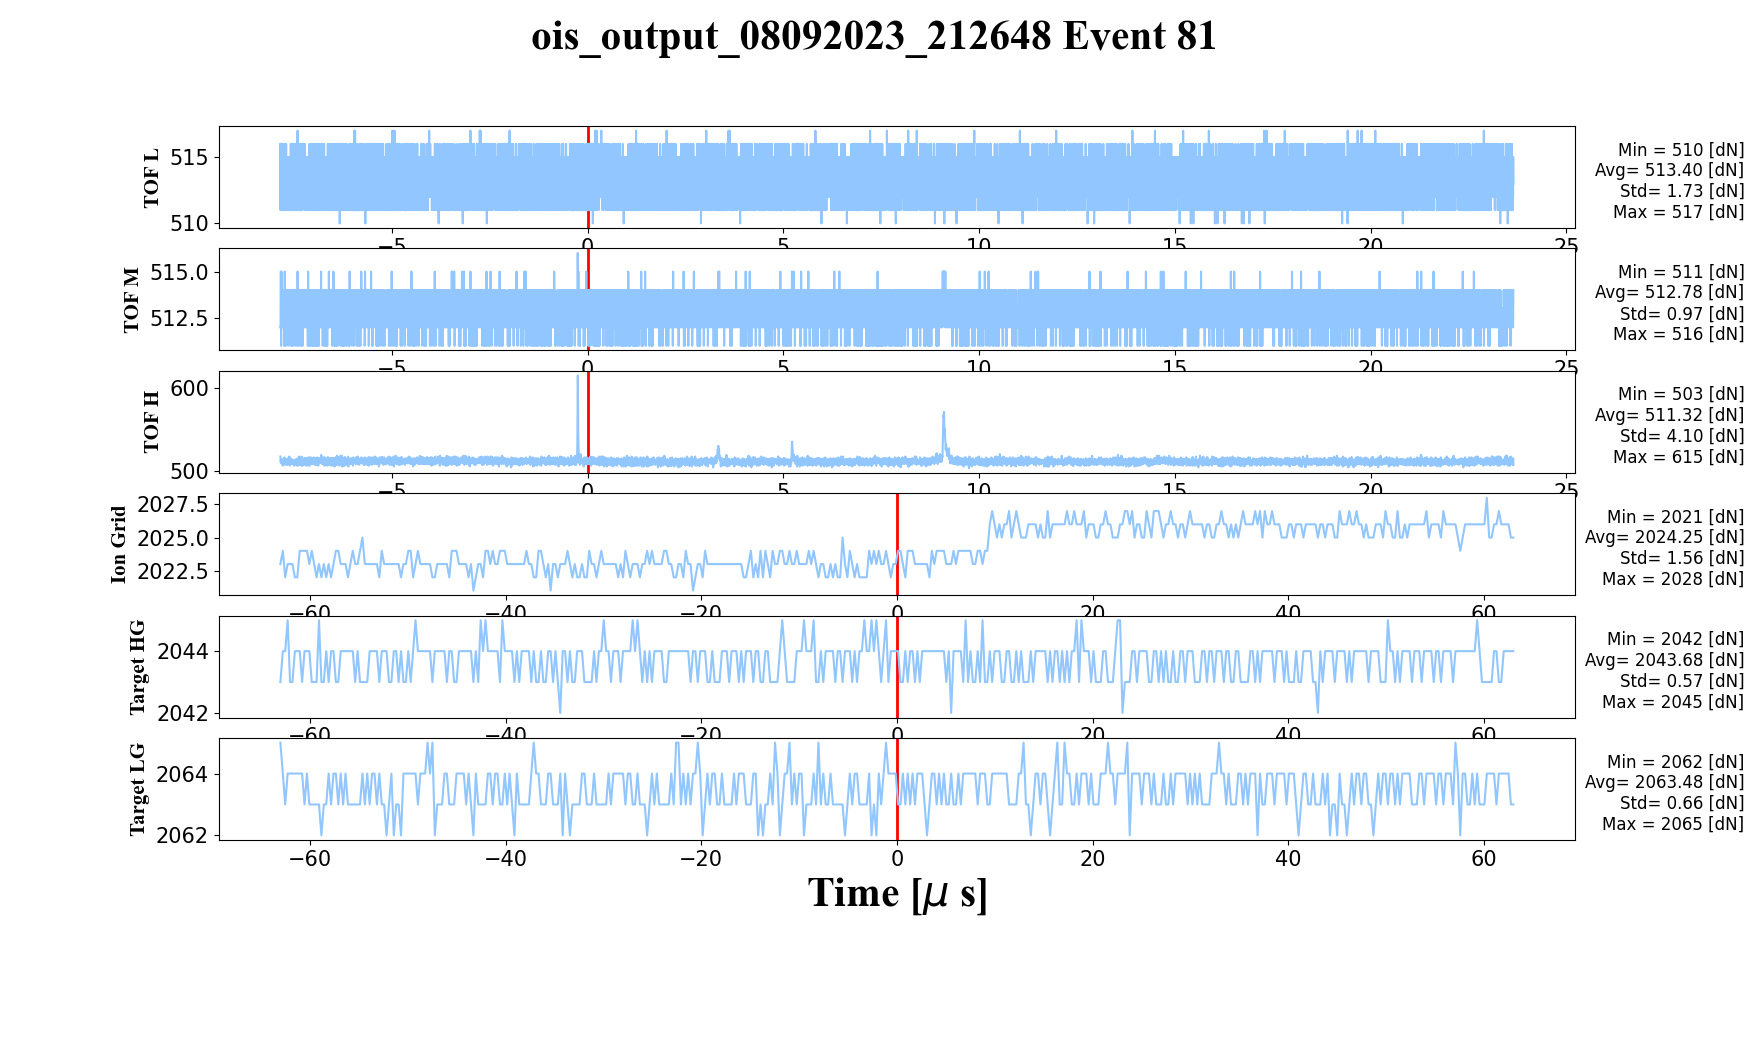 ois_output_08092023_212648 Event 81
TOF L
515
510
−5
0
5
10
15
20
25
Min = 510 [dN]
Avg= 513.40 [dN]
Std= 1.73 [dN]
Max = 517 [dN]
TOF M
515.0
512.5
−5
0
5
10
15
20
25
Min = 511 [dN]
Avg= 512.78 [dN]
Std= 0.97 [dN]
Max = 516 [dN]
TOF H
600
500
−5
0
5
10
15
20
25
Min = 503 [dN]
Avg= 511.32 [dN]
Std= 4.10 [dN]
Max = 615 [dN]
Ion Grid
2027.5
2025.0
2022.5
−60
−40
−20
0
20
40
60
Min = 2021 [dN]
Avg= 2024.25 [dN]
Std= 1.56 [dN]
Max = 2028 [dN]
Target HG
2044
2042
−60
−40
−20
0
20
40
60
Min = 2042 [dN]
Avg= 2043.68 [dN]
Std= 0.57 [dN]
Max = 2045 [dN]
Target LG
2064
2062
−60
−40
−20
0
20
40
60
Min = 2062 [dN]
Avg= 2063.48 [dN]
Std= 0.66 [dN]
Max = 2065 [dN]
Time [μ s]